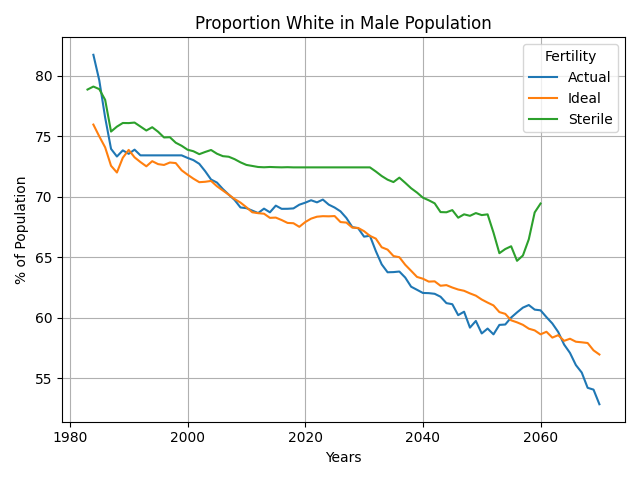 Proportion White in Male Population
Fertility
Actual
Ideal
Sterile
% of Population
80
75
70
65
60
55
1980
2000
2020
2040
2060
Years